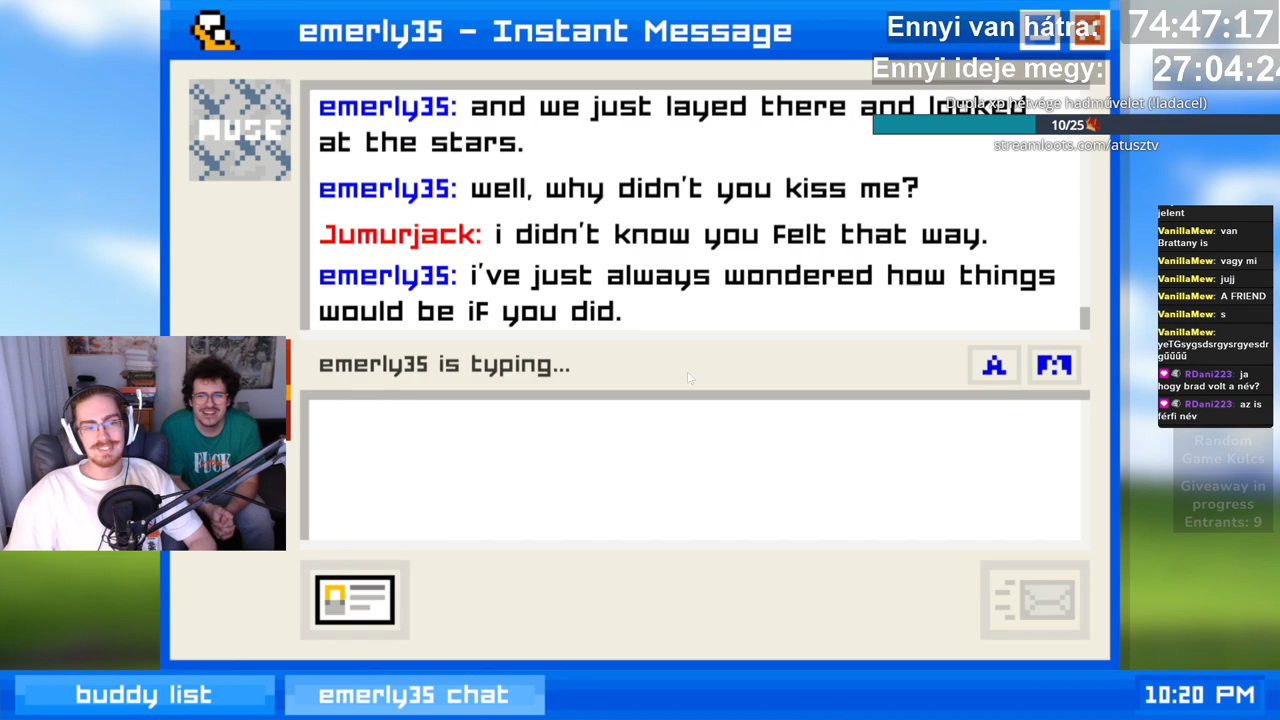 emerly35 - Instant Message
Ennyi van hátra:
74:47:17
Ennyi ideje megy:
27:04:24
Dupla xp hétvége hadművelet (!ladacel)
10/25
streamloots.com/atusztv
MUSE
emerly35: and we just layed there and looked
at the stars.
emerly35: well, why didn't you kiss me?
Jumurjack: i didn't know you felt that way.
emerly35: i've just always wondered how things
would be if you did.
emerly35 is typing...
A
jelent
VanillaMew: van
Brattany is
VanillaMew: vagy mi
VanillaMew: jujj
VanillaMew: A FRIEND
VanillaMew: s
VanillaMew:
yeTGsygsdsrgysrgyesdr
gűűűű
RDani223: ja
hogy brad volt a név?
RDani223: az is
férfi név
Random
Game Kulcs
Giveaway in
progress
Entrants: 9
FUCK
buddy list
emerly35 chat
10:20 PM